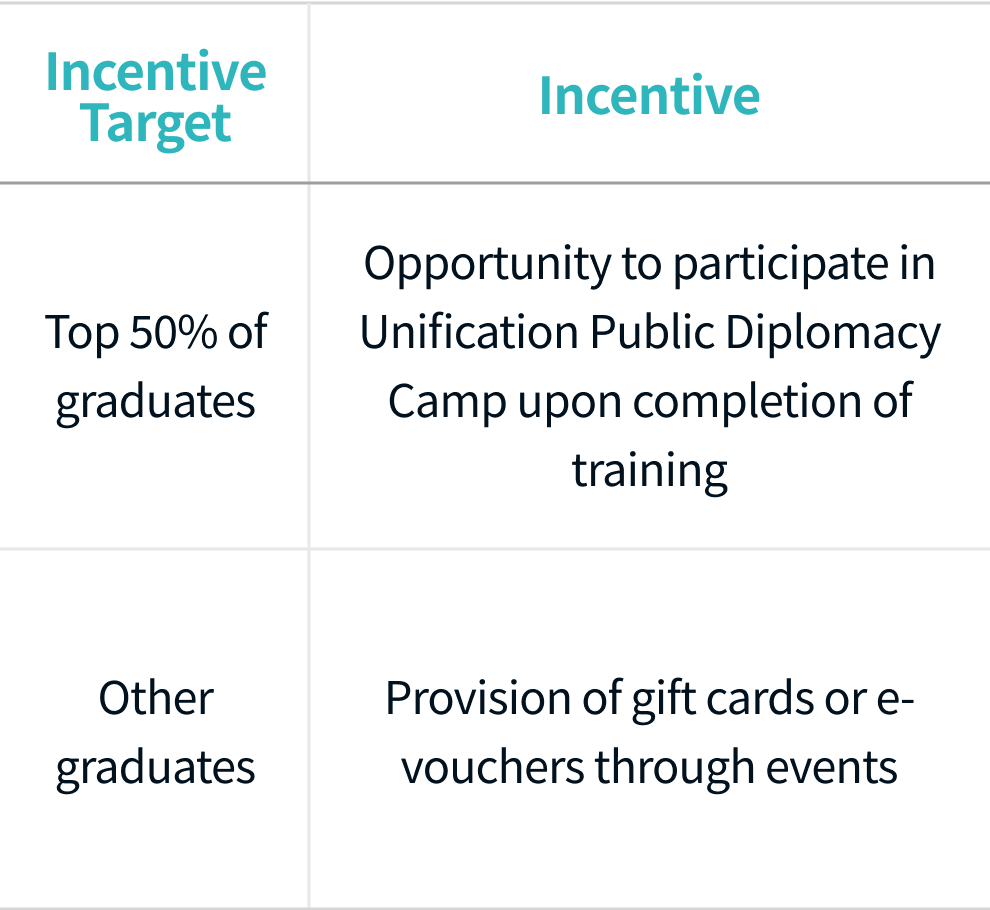 Incentive
Target
Incentive
Top 50% of
graduates
Opportunity to participate in
Unification Public Diplomacy
Camp upon completion of
training
Other
graduates
Provision of gift cards or e-
vouchers through events